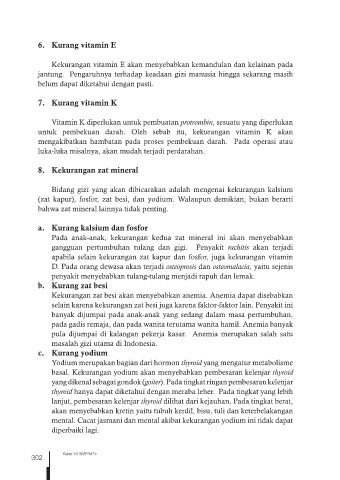 6. Kurang vitamin E
Kekurangan vitamin E akan menyebabkan kemandulan dan kelainan pada
jantung. Pengaruhnya terhadap keadaan gizi manusia hingga sekarang masih
belum dapat diketahui dengan pasti.
7. Kurang vitamin K
Vitamin K diperlukan untuk pembuatan protrombin, sesuatu yang diperlukan
untuk pembekuan darah. Oleh sebab itu, kekurangan vitamin K akan
mengakibatkan hambatan pada proses pembekuan darah. Pada operasi atau
luka-luka misalnya, akan mudah terjadi perdarahan.
8. Kekurangan zat mineral
Bidang gizi yang akan dibicarakan adalah mengenai kekurangan kalsium
(zat kapur), fosfor, zat besi, dan yodium. Walaupun demikian, bukan berarti
bahwa zat mineral lainnya tidak penting.
a. Kurang kalsium dan fosfor
Pada anak-anak, kekurangan kedua zat mineral ini akan menyebabkan
gangguan pertumbuhan tulang dan gigi. Penyakit rachitis akan terjadi
apabila selain kekurangan zat kapur dan fosfor, juga kekurangan vitamin
D. Pada orang dewasa akan terjadi osteoprosis dan osteomalacia, yaitu sejenis
penyakit menyebabkan tulang-tulang menjadi rapuh dan lemak.
b. Kurang zat besi
Kekurangan zat besi akan menyebabkan anemia. Anemia dapat disebabkan
selain karena kekurangan zat besi juga karena faktor-faktor lain. Penyakit ini
banyak dijumpai pada anak-anak yang sedang dalam masa pertumbuhan,
pada gadis remaja, dan pada wanita terutama wanita hamil. Anemia banyak
pula dijumpai di kalangan pekerja kasar. Anemia merupakan salah satu
masalah gizi utama di Indonesia.
c. Kurang yodium
Yodium merupakan bagian dari hormon thyroid yang mengatur metabolisme
basal. Kekurangan yodium akan menyebabkan pembesaran kelenjar thyroid
yang dikenal sebagai gondok (goiter). Pada tingkat ringan pembesaran kelenjar
thyroid hanya dapat diketahui dengan meraba leher. Pada tingkat yang lebih
lanjut, pembesaran kelenjar thyroid dilihat dari kejauhan. Pada tingkat berat,
akan menyebabkan kretin yaitu tubuh kerdil, bisu, tuli dan keterbelakangan
mental. Cacat jasmani dan mental akibat kekurangan yodium ini tidak dapat
diperbaiki lagi.
302 Kelas VII SMP/MTs